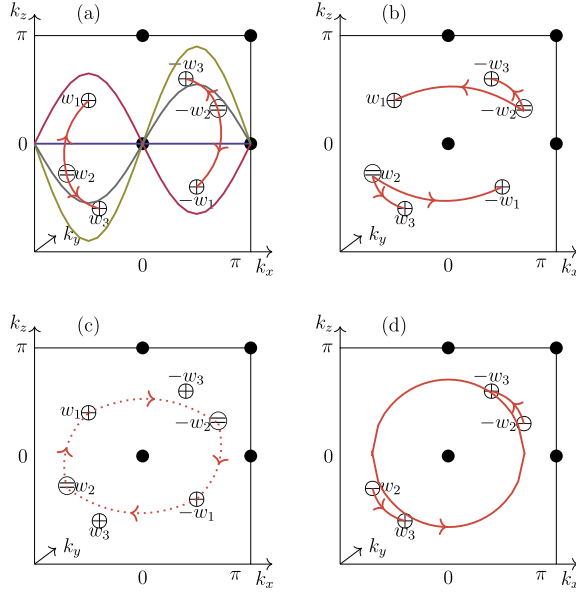 k_z (a)
π
−w_3
w_1
−w_2
0
w_2
−w_1
w_3
k_y
0 π k_x
k_z (b)
π
−w_3
w_1
−w_2
0
w_2
−w_1
w_3
k_y
0 π k_x
k_z (c)
π
−w_3
w_1
−w_2
0
w_2
−w_1
w_3
k_y
0 π k_x
k_z (d)
π
−w_3
−w_2
0
w_2
w_3
k_y
0 π k_x